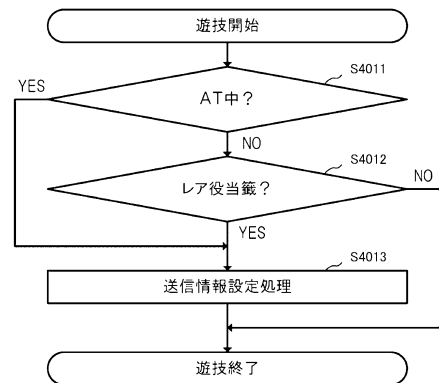 遊技開始
S4011
YES
AT中？
NO
S4012
NO
レア役当籤？
YES
S4013
送信情報設定処理
遊技終了